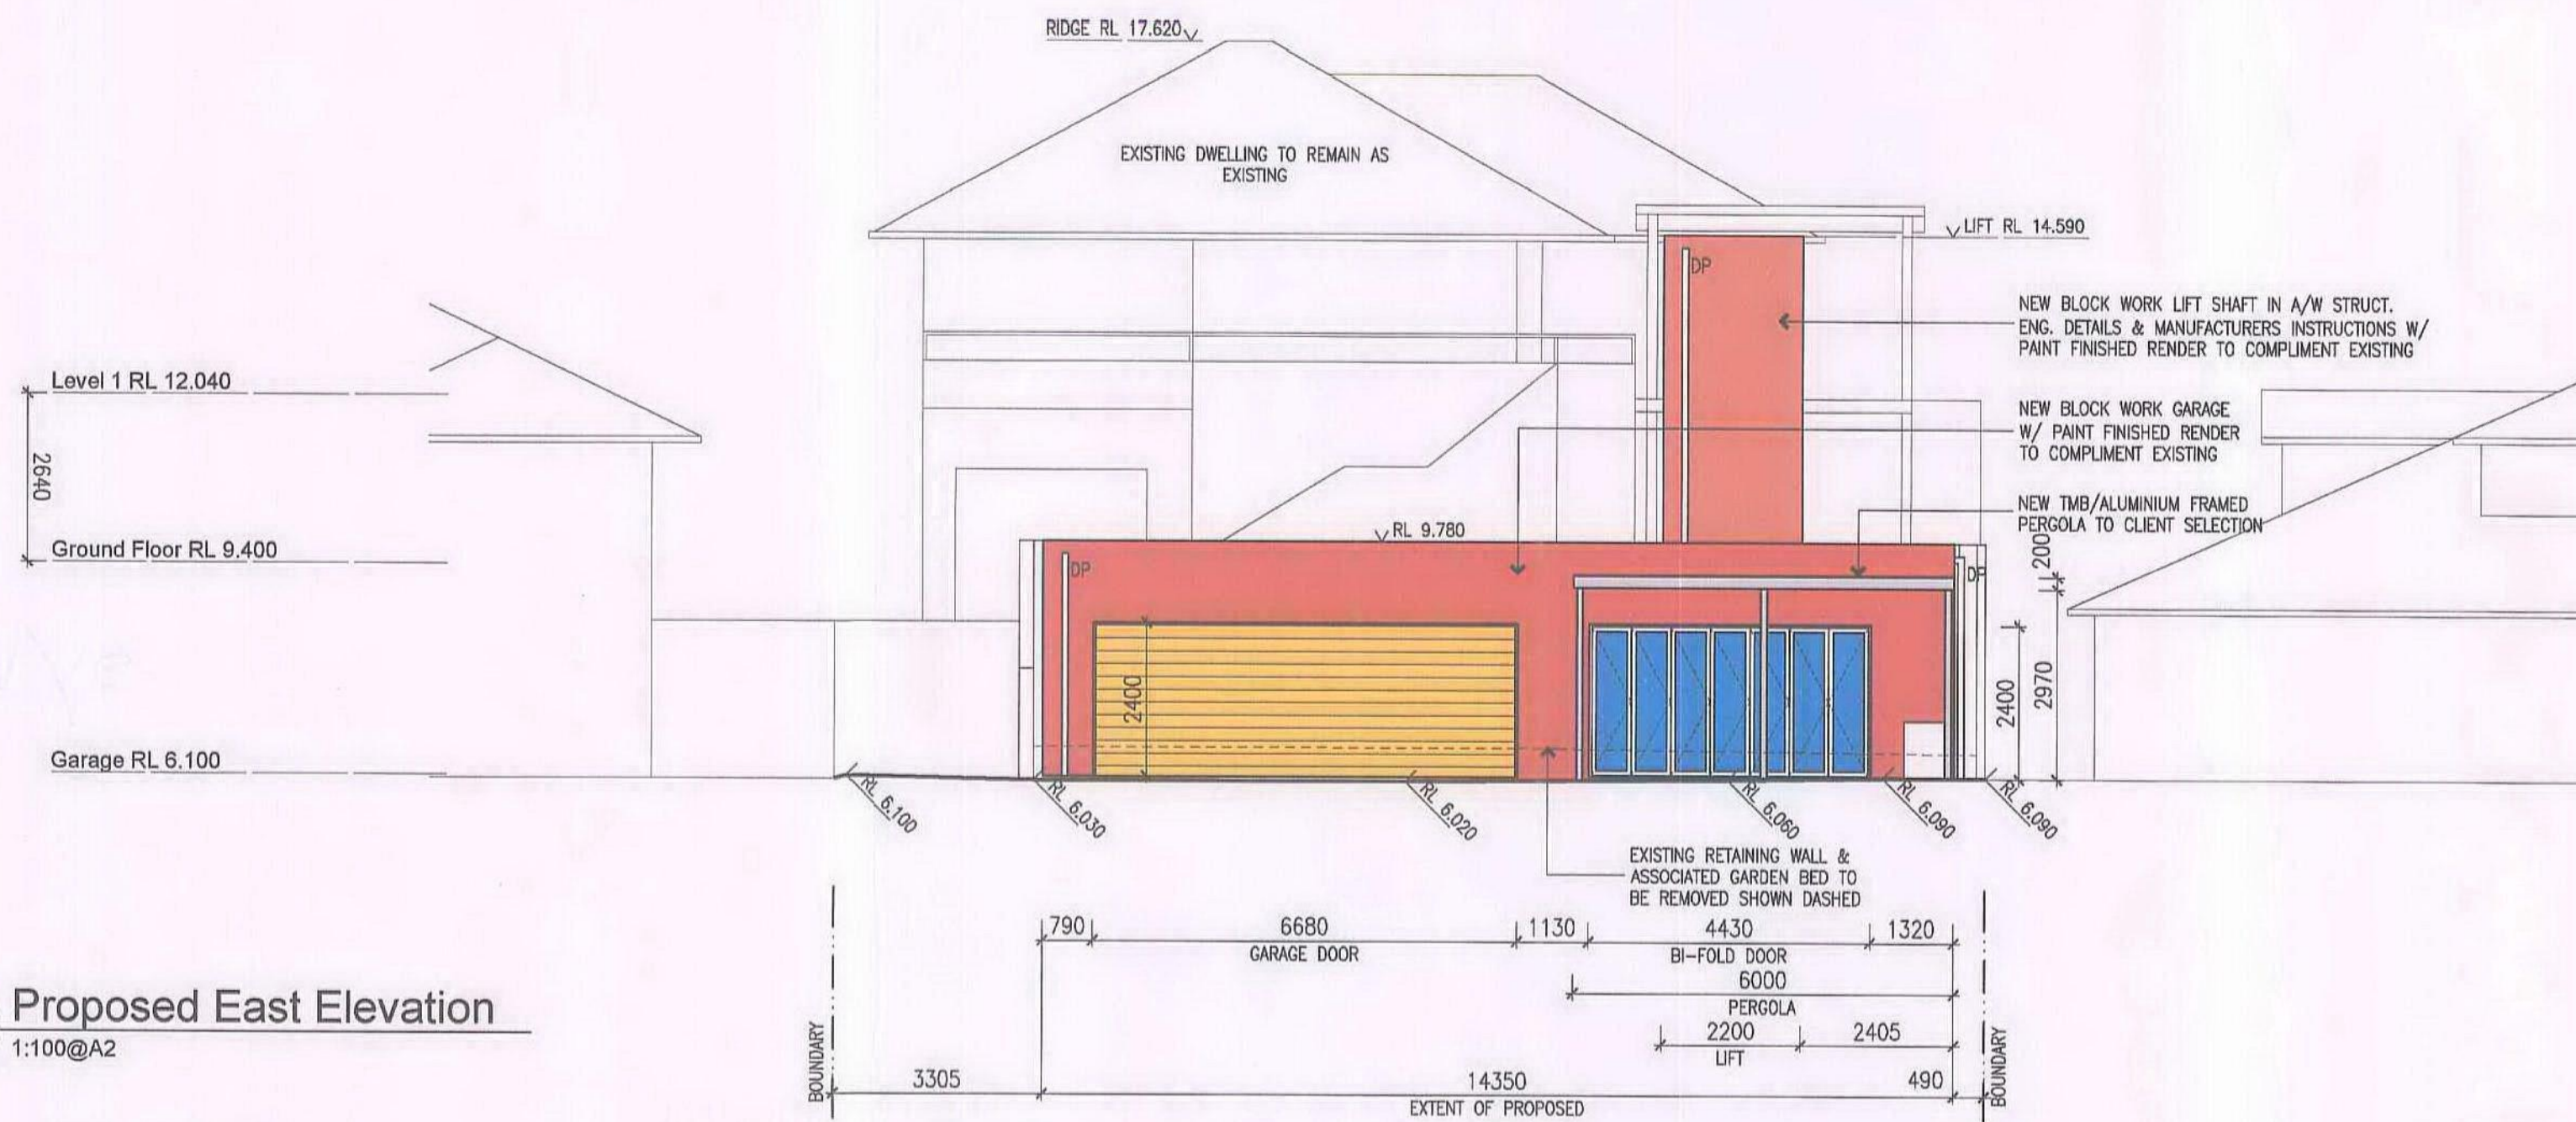 RIDGE RL 17.620
EXISTING DWELLING TO REMAIN AS
EXISTING
LIFT RL 14.590
DP
NEW BLOCK WORK LIFT SHAFT IN A/W STRUCT.
ENG. DETAILS & MANUFACTURERS INSTRUCTIONS W/
PAINT FINISHED RENDER TO COMPLIMENT EXISTING
Level 1 RL 12.040
NEW BLOCK WORK GARAGE
W/ PAINT FINISHED RENDER
TO COMPLIMENT EXISTING
2640
NEW TMB/ALUMINIUM FRAMED
PERGOLA TO CLIENT SELECTION
Ground Floor RL 9.400
RL 9.780
200
DP
DP
2400
2400
2970
Garage RL 6.100
RL 6.100
RL 6.030
RL 6.020
RL 6.060
RL 6.090
RL 6.090
EXISTING RETAINING WALL &
ASSOCIATED GARDEN BED TO
BE REMOVED SHOWN DASHED
790
6680
1130
4430
1320
GARAGE DOOR
BI-FOLD DOOR
6000
PERGOLA
2200
2405
LIFT
Proposed East Elevation
1:100@A2
BOUNDARY
BOUNDARY
3305
14350
490
EXTENT OF PROPOSED